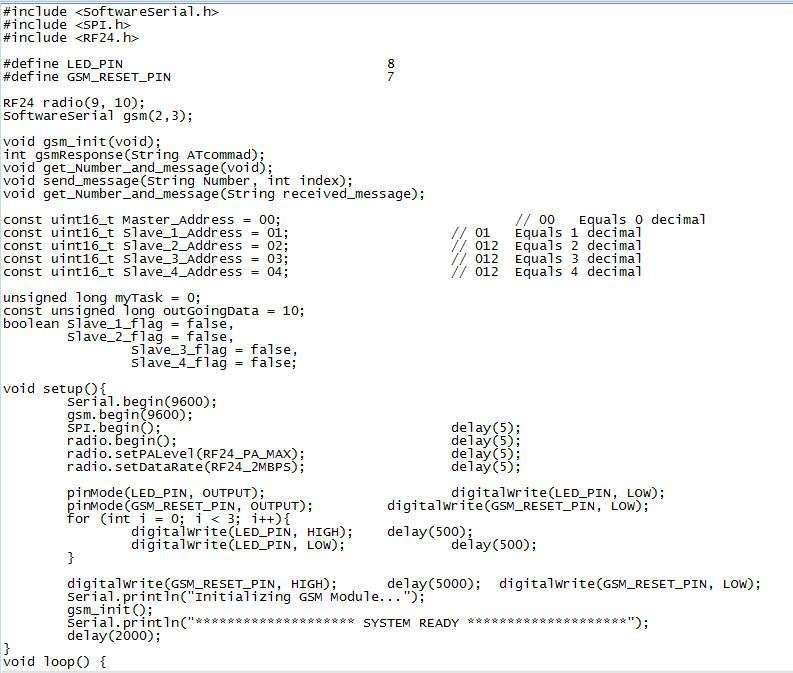 #include <SoftwareSerial.h>
#include <SPI.h>
#include <RF24.h>
#define LED_PIN 8
#define GSM_RESET_PIN 7
RF24 radio(9, 10);
SoftwareSerial gsm(2,3);
void gsm_init(void);
int gsmResponse(String ATcommad);
void get_Number_and_message(void);
void send_message(String Number, int index);
void get_Number_and_message(String received_message);
const uint16_t Master_Address = 00; // 00 Equals 0 decimal
const uint16_t Slave_1_Address = 01; // 01 Equals 1 decimal
const uint16_t Slave_2_Address = 02; // 012 Equals 2 decimal
const uint16_t Slave_3_Address = 03; // 012 Equals 3 decimal
const uint16_t Slave_4_Address = 04; // 012 Equals 4 decimal
unsigned long myTask = 0;
const unsigned long outGoingData = 10;
boolean Slave_1_flag = false,
Slave_2_flag = false,
Slave_3_flag = false,
Slave_4_flag = false;
void setup(){
Serial.begin(9600);
gsm.begin(9600);
SPI.begin(); delay(5);
radio.begin(); delay(5);
radio.setPALevel(RF24_PA_MAX); delay(5);
radio.setDataRate(RF24_2MBPS); delay(5);
pinMode(LED_PIN, OUTPUT); digitalWrite(LED_PIN, LOW);
pinMode(GSM_RESET_PIN, OUTPUT); digitalWrite(GSM_RESET_PIN, LOW);
for (int i = 0; i < 3; i++){
digitalWrite(LED_PIN, HIGH); delay(500);
digitalWrite(LED_PIN, LOW); delay(500);
}
digitalWrite(GSM_RESET_PIN, HIGH); delay(5000); digitalWrite(GSM_RESET_PIN, LOW);
Serial.println("Initializing GSM Module...");
gsm_init();
Serial.println("******************** SYSTEM READY ********************");
delay(2000);
}
void loop() {